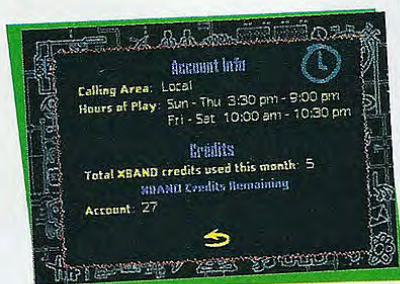 Account Info
Calling Area: Local
Hours of Play: Sun - Thu 3:30 pm - 9:00 pm
Fri - Sat 10:00 am - 10:30 pm
Credits
Total XBAND credits used this month: 5
XBAND Credits Remaining
Account: 27